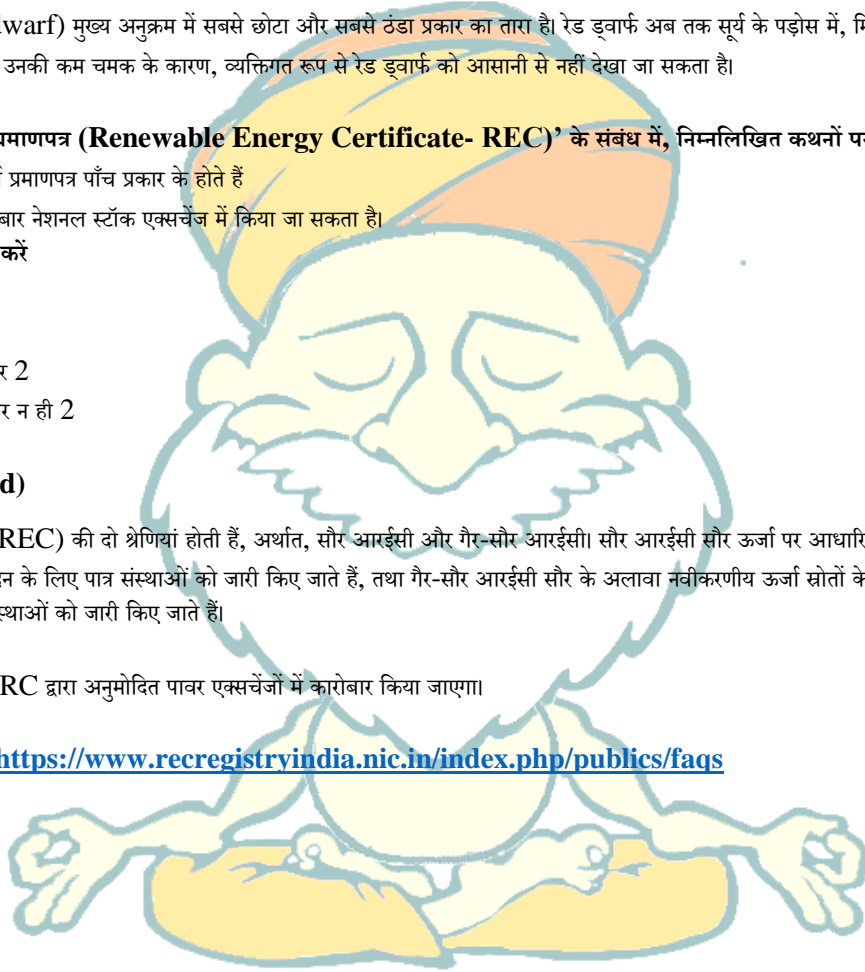 lwarf) मुख्य अनुक्रम में सबसे छोटा और सबसे ठंडा प्रकार का तारा है। रेड ड्वार्फ अब तक सूर्य के पड़ोस में,
उनकी कम चमक के कारण, व्यक्तिगत रूप से रेड ड्वार्फ को आसानी से नहीं देखा जा सकता है।
प्रमाणपत्र (Renewable Energy Certificate- REC)’ के संबंध में, निम्नलिखित कथनों
प्रमाणपत्र पाँच प्रकार के होते हैं
बार नेशनल स्टॉक एक्सचेंज में किया जा सकता है।
करें
र 2
र न ही 2
d)
REC) की दो श्रेणियां होती हैं, अर्थात, सौर आरईसी और गैर-सौर आरईसी। सौर आरईसी सौर ऊर्जा पर
के लिए पात्र संस्थाओं को जारी किए जाते हैं, तथा गैर-सौर आरईसी सौर के अलावा नवीकरणीय ऊर्जा स्रोतों के
स्थाओं को जारी किए जाते हैं।
RC द्वारा अनुमोदित पावर एक्सचेंजों में कारोबार किया जाएगा।
https://www.recregistryindia.nic.in/index.php/publics/faqs